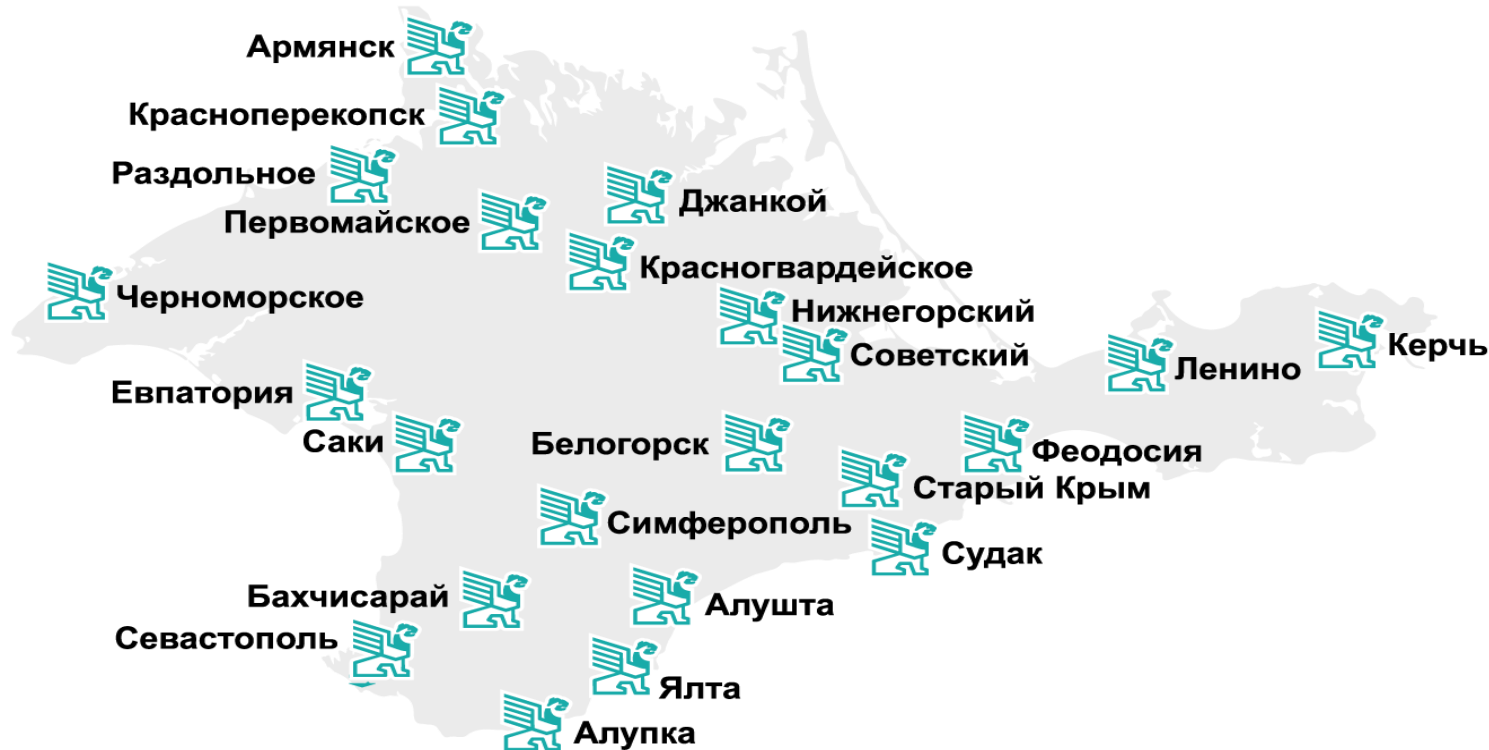 Армянск
Красноперекопск
Раздольное
Джанкой
Первомайское
Красногвардейское
Черноморское
Нижнегорский
Керчь
Советский
Ленино
Евпатория
Саки
Белогорск
Феодосия
Старый Крым
Симферополь
Судак
Бахчисарай
Алушта
Севастополь
Ялта
Алупка